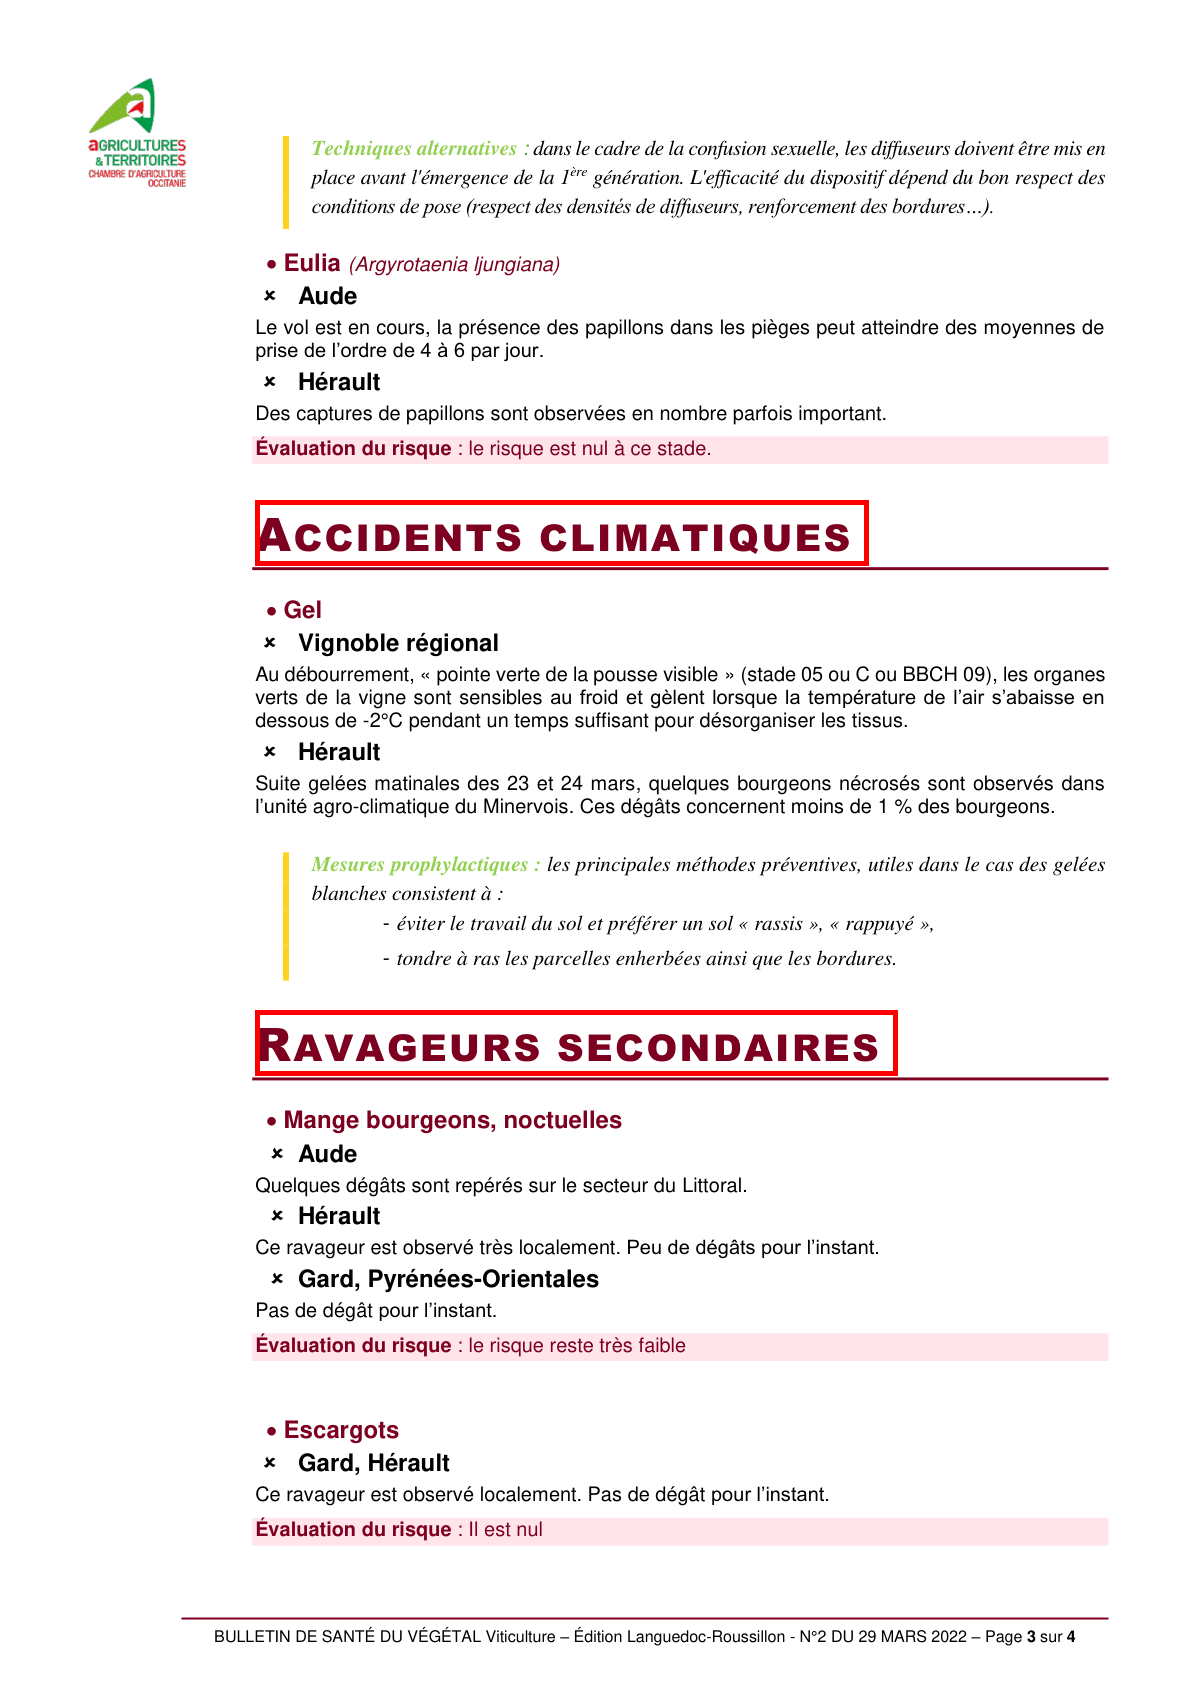 aGRICULTURES
& TERRITOIRES
CHAMBRE D'AGRICULTURE
OCCITANIE
Techniques alternatives : dans le cadre de la confusion sexuelle, les diffuseurs doivent être mis en
place avant l'émergence de la 1ère génération. L'efficacité du dispositif dépend du bon respect des
conditions de pose (respect des densités de diffuseurs, renforcement des bordures…).
• Eulia (Argyrotaenia ljungiana)
× Aude
Le vol est en cours, la présence des papillons dans les pièges peut atteindre des moyennes de
prise de l’ordre de 4 à 6 par jour.
× Hérault
Des captures de papillons sont observées en nombre parfois important.
Évaluation du risque : le risque est nul à ce stade.
ACCIDENTS CLIMATIQUES
• Gel
× Vignoble régional
Au débourrement, « pointe verte de la pousse visible » (stade 05 ou C ou BBCH 09), les organes
verts de la vigne sont sensibles au froid et gèlent lorsque la température de l’air s’abaisse en
dessous de -2°C pendant un temps suffisant pour désorganiser les tissus.
× Hérault
Suite gelées matinales des 23 et 24 mars, quelques bourgeons nécrosés sont observés dans
l’unité agro-climatique du Minervois. Ces dégâts concernent moins de 1 % des bourgeons.
Mesures prophylactiques : les principales méthodes préventives, utiles dans le cas des gelées
blanches consistent à :
- éviter le travail du sol et préférer un sol « rassis », « rappuyé »,
- tondre à ras les parcelles enherbées ainsi que les bordures.
RAVAGEURS SECONDAIRES
• Mange bourgeons, noctuelles
× Aude
Quelques dégâts sont repérés sur le secteur du Littoral.
× Hérault
Ce ravageur est observé très localement. Peu de dégâts pour l’instant.
× Gard, Pyrénées-Orientales
Pas de dégât pour l’instant.
Évaluation du risque : le risque reste très faible
• Escargots
× Gard, Hérault
Ce ravageur est observé localement. Pas de dégât pour l’instant.
Évaluation du risque : Il est nul
BULLETIN DE SANTÉ DU VÉGÉTAL Viticulture – Édition Languedoc-Roussillon - N°2 DU 29 MARS 2022 – Page 3 sur 4